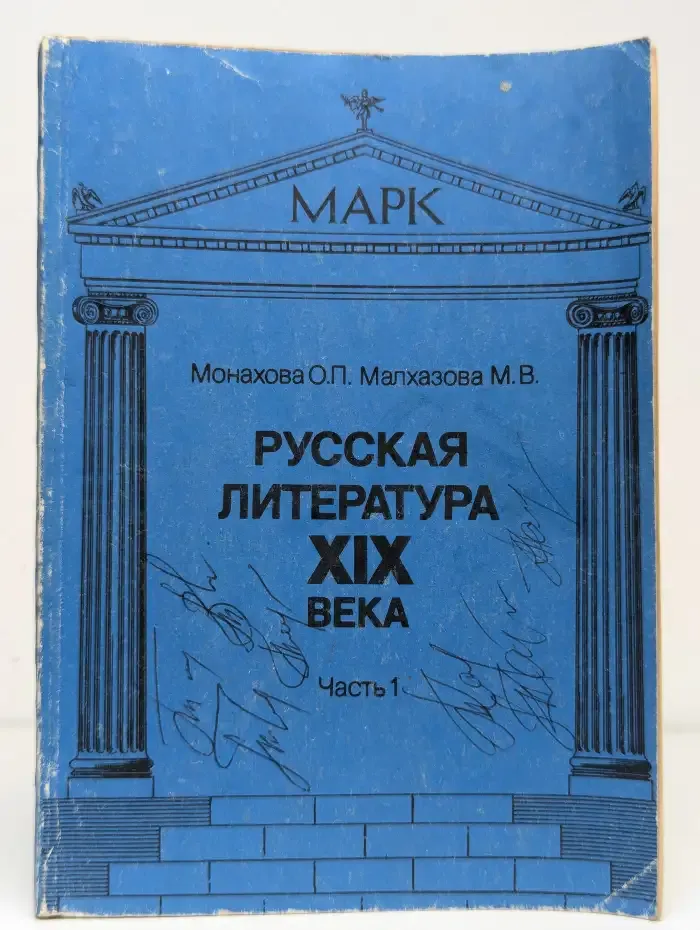 МАРК
Монахова О.П. Малхазова М.В.
РУССКАЯ
ЛИТЕРАТУРА
XIX
ВЕКА
Часть 1